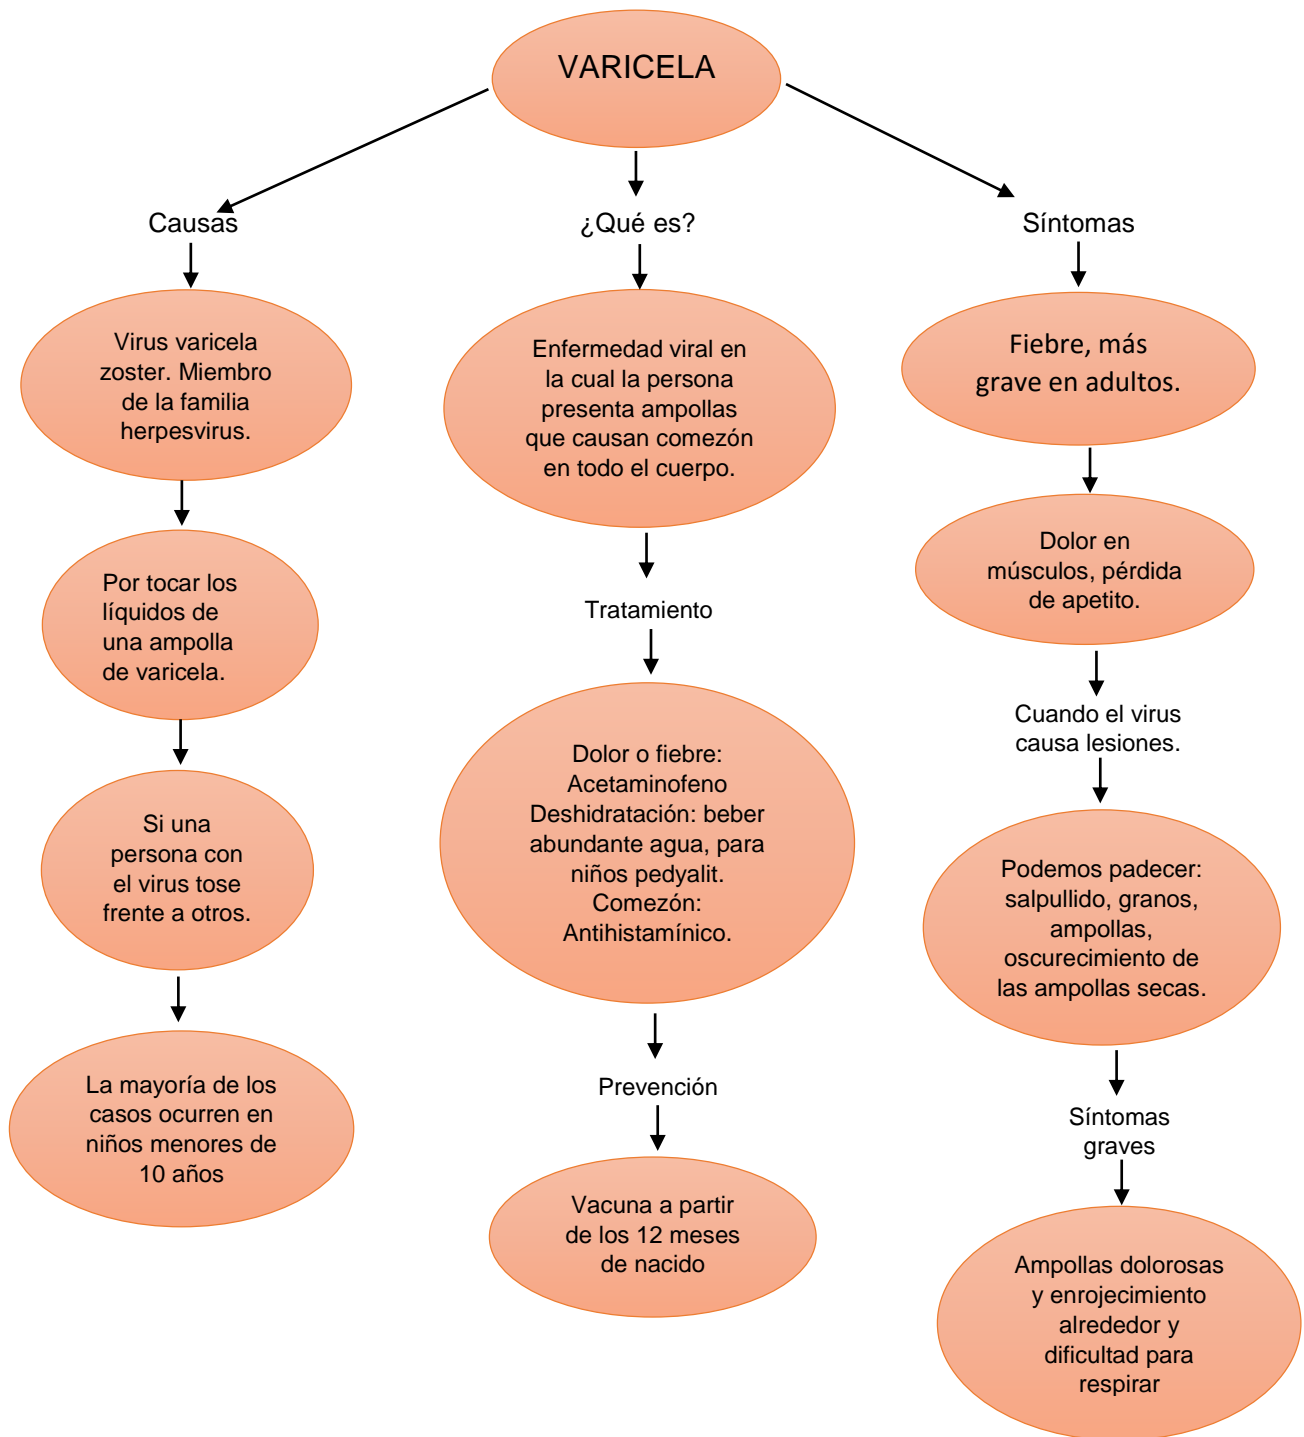 VARICELA
Causas
Virus varicela
zoster. Miembro
de la familia
herpesvirus.
Por tocar los
líquidos de
una ampolla
de varicela.
Si una
persona con
el virus tose
frente a otros.
La mayoría de los
casos ocurren en
niños menores de
10 años
¿Qué es?
Enfermedad viral en
la cual la persona
presenta ampollas
que causan comezón
en todo el cuerpo.
Tratamiento
Dolor o fiebre:
Acetaminofeno
Deshidratación: beber
abundante agua, para
niños pedyalit.
Comezón:
Antihistamínico.
Prevención
Vacuna a partir
de los 12 meses
de nacido
Síntomas
Fiebre, más
grave en adultos.
Dolor en
músculos, pérdida
de apetito.
Cuando el virus
causa lesiones.
Podemos padecer:
salpullido, granos,
ampollas,
oscurecimiento de
las ampollas secas.
Síntomas
graves
Ampollas dolorosas
y enrojecimiento
alrededor y
dificultad para
respirar